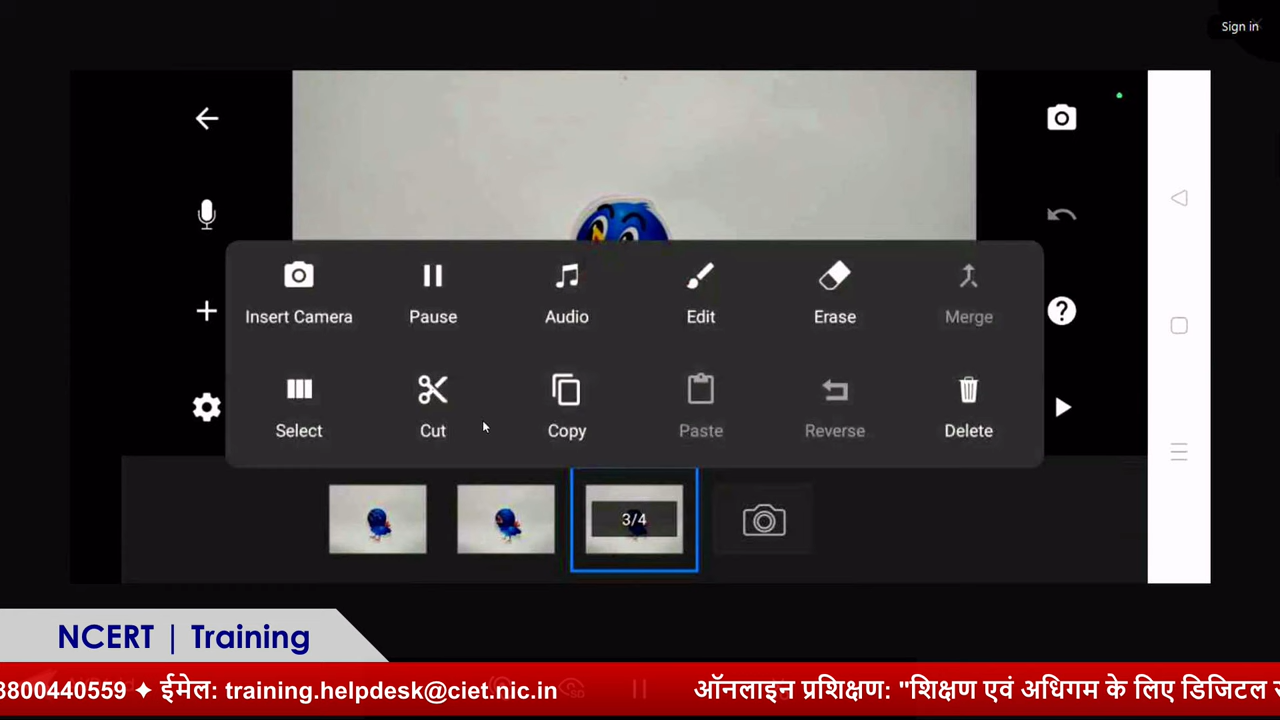 Sign in
Insert Camera Pause Audio Edit Erase Merge
Select Cut Copy Paste Reverse Delete
3/4
NCERT | Training
3800440559 ✦ ईमेल: training.helpdesk@ciet.nic.in ऑनलाइन प्रशिक्षण: "शिक्षण एवं अधिगम के लिए डिजिटल